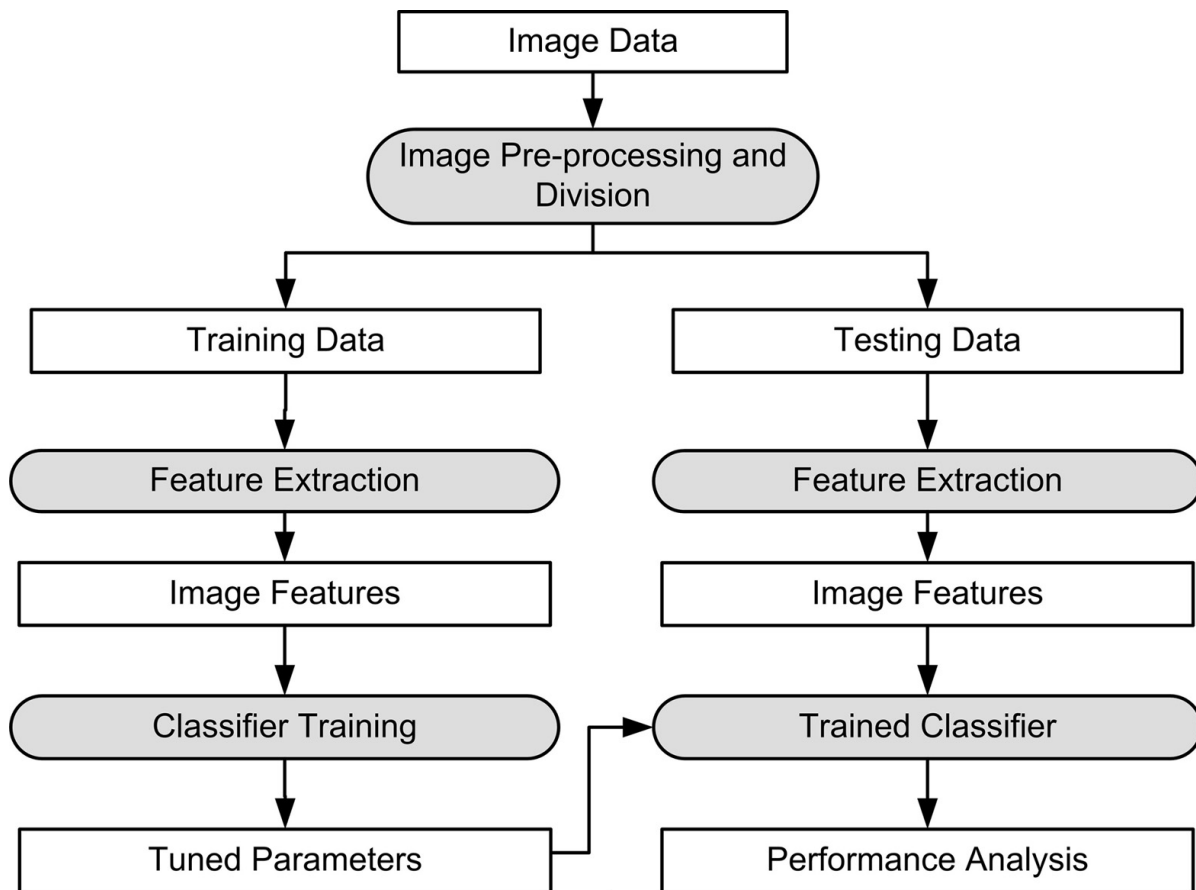 Image Data
Image Pre-processing and
Division
Training Data
Testing Data
Feature Extraction
Feature Extraction
Image Features
Image Features
Classifier Training
Trained Classifier
Tuned Parameters
Performance Analysis